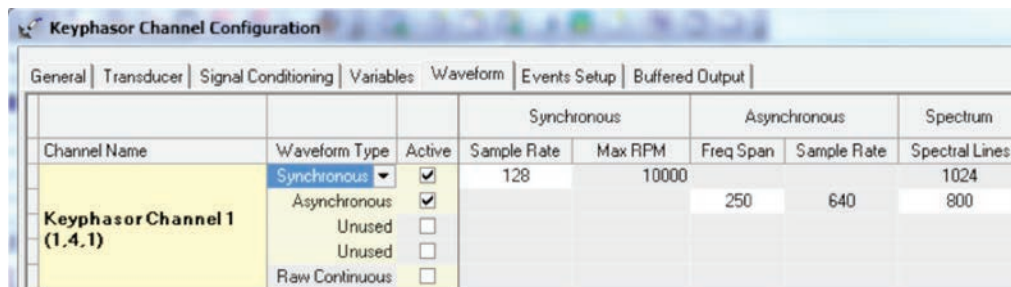 Keyphasor Channel Configuration
General Transducer Signal Conditioning Variables Waveform Events Setup Buffered Output
Synchronous Asynchronous Spectrum
Channel Name Waveform Type Active Sample Rate Max RPM Freq Span Sample Rate Spectral Lines
Synchronous 128 10000 1024
Asynchronous 250 640 800
Keyphasor Channel 1
(1,4,1)
Unused
Unused
Raw Continuous